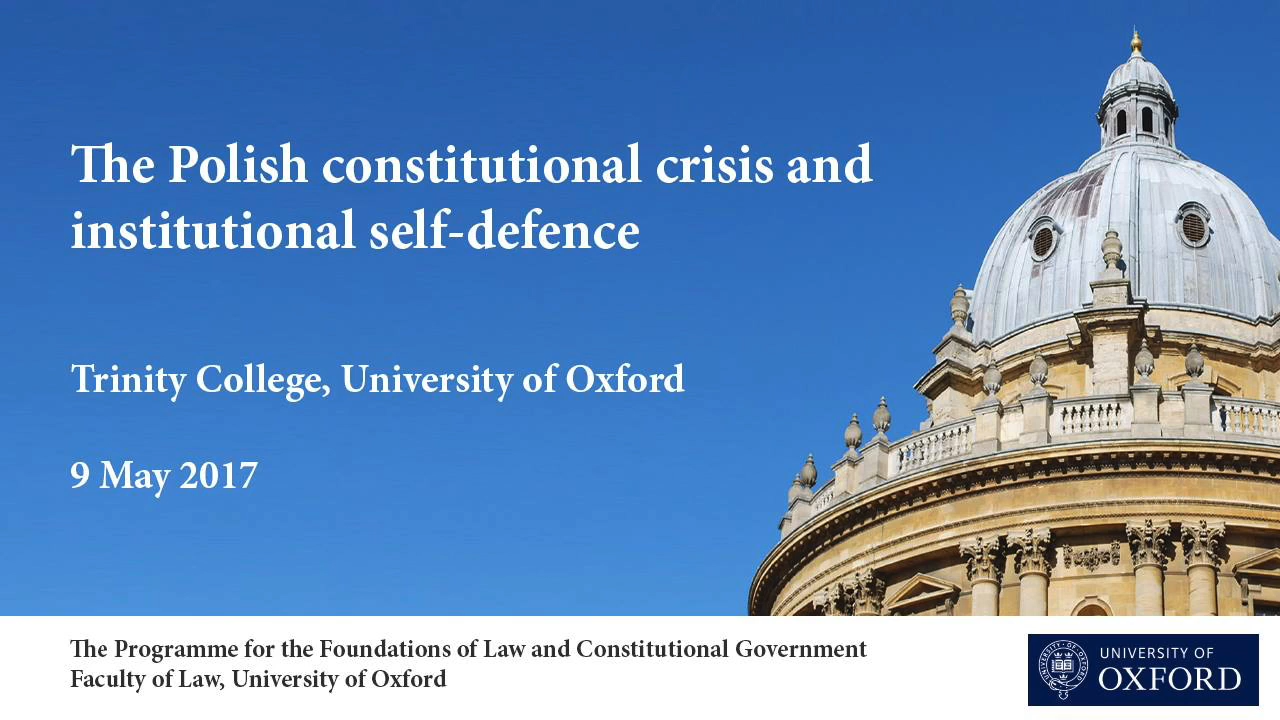 The Polish constitutional crisis and
institutional self-defence
Trinity College, University of Oxford
9 May 2017
The Programme for the Foundations of Law and Constitutional Government
Faculty of Law, University of Oxford
UNIVERSITY OF
OXFORD